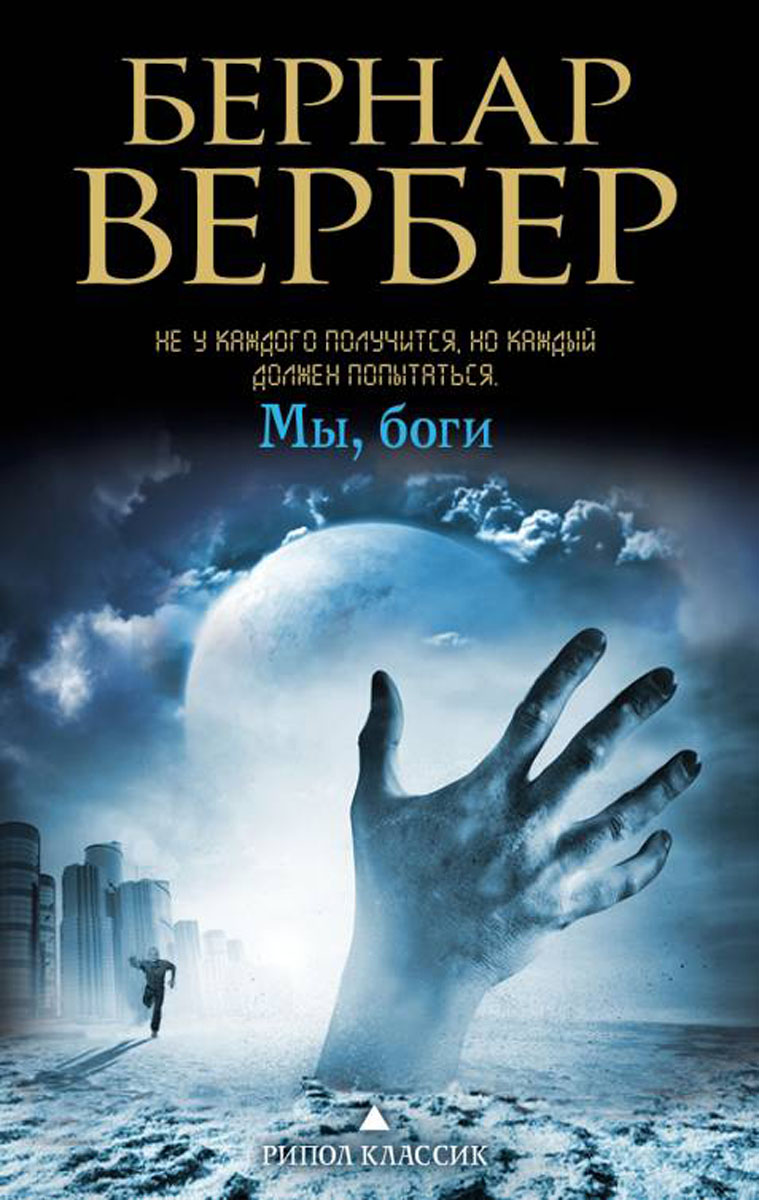 БЕРНАР
ВЕРБЕР
НЕ У КАЖДОГО ПОЛУЧИТСЯ, НО КАЖДЫЙ
ДОЛЖЕН ПОПЫТАТЬСЯ.
Мы, боги
РИПОЛ КЛАССИК